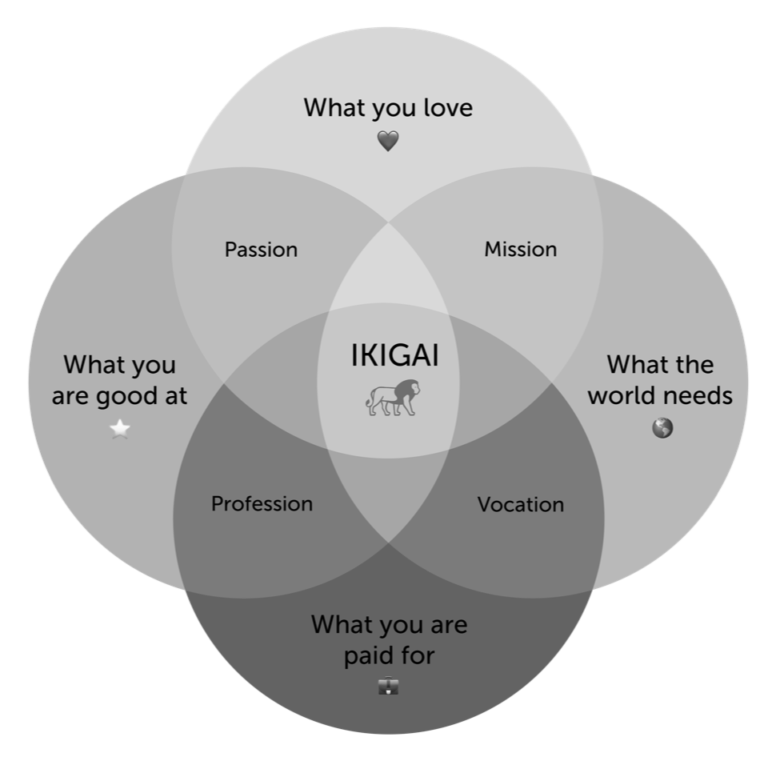 What you love
Passion
Mission
IKIGAI
What you
are good at
What the
world needs
Profession
Vocation
What you are
paid for